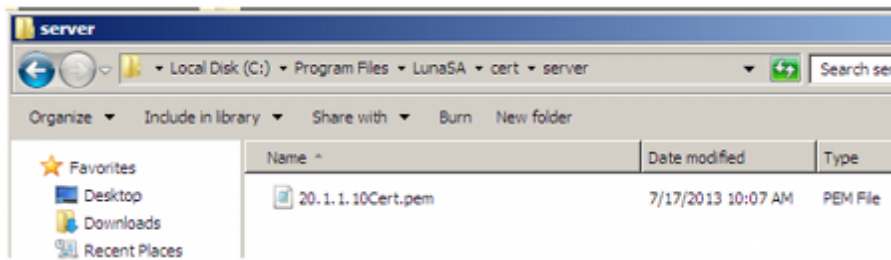 server
Local Disk (C:) Program Files LunaSA cert server Search ser
Organize Include in library Share with Burn New folder
Favorites
Desktop
Downloads
Recent Places
Name Date modified Type
20.1.1.10Cert.pem 7/17/2013 10:07 AM PEM File